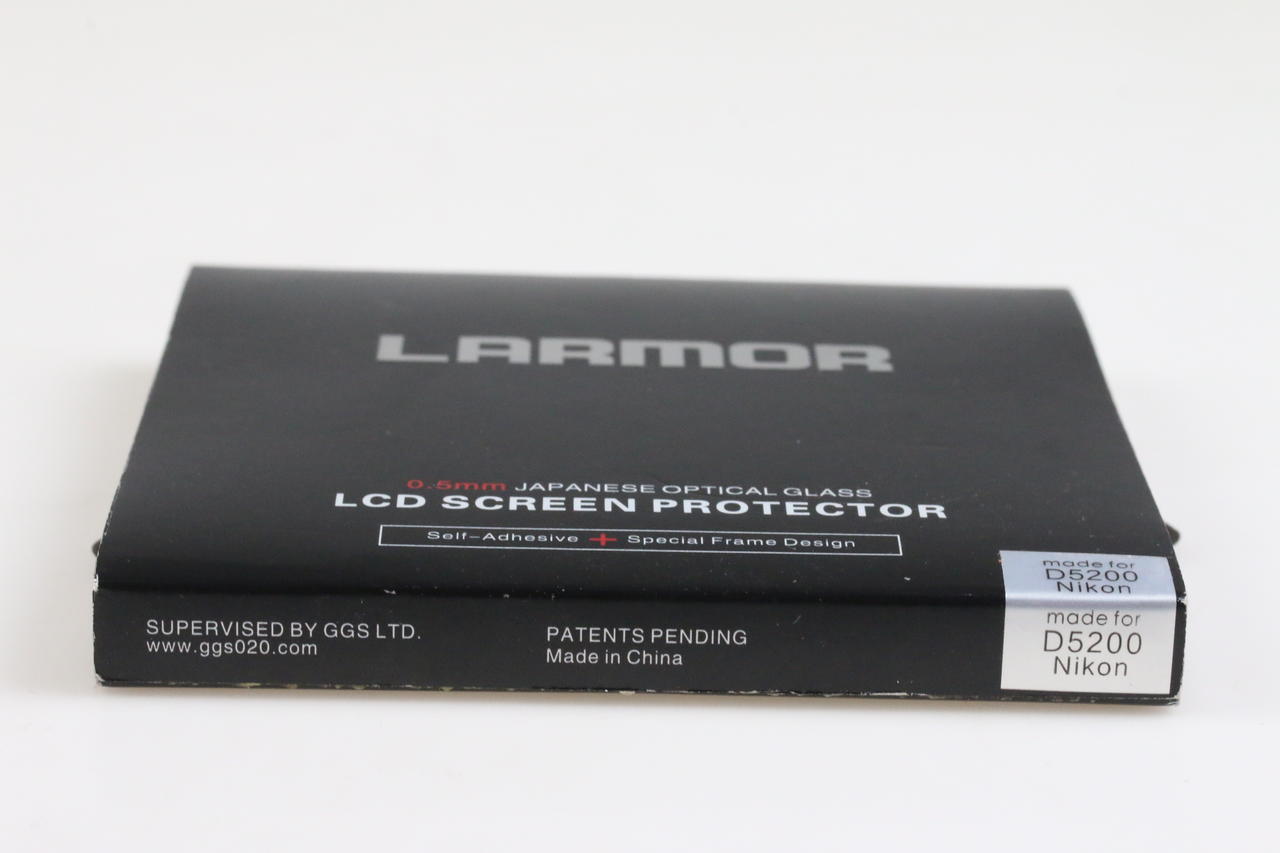 LARMOR
0.5mm JAPANESE OPTICAL GLASS
LCD SCREEN PROTECTOR
Self-Adhesive + Special Frame Design
made for
D5200
Nikon
SUPERVISED BY GGS LTD.
www.ggs020.com
PATENTS PENDING
Made in China
made for
D5200
Nikon